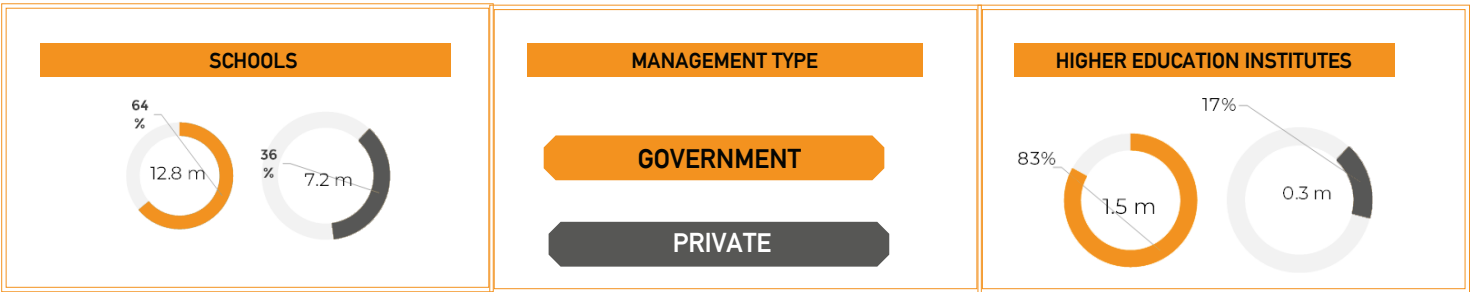 SCHOOLS
64
%
12.8 m
36
%
7.2 m
MANAGEMENT TYPE
GOVERNMENT
PRIVATE
HIGHER EDUCATION INSTITUTES
17%
83%
1.5 m
0.3 m